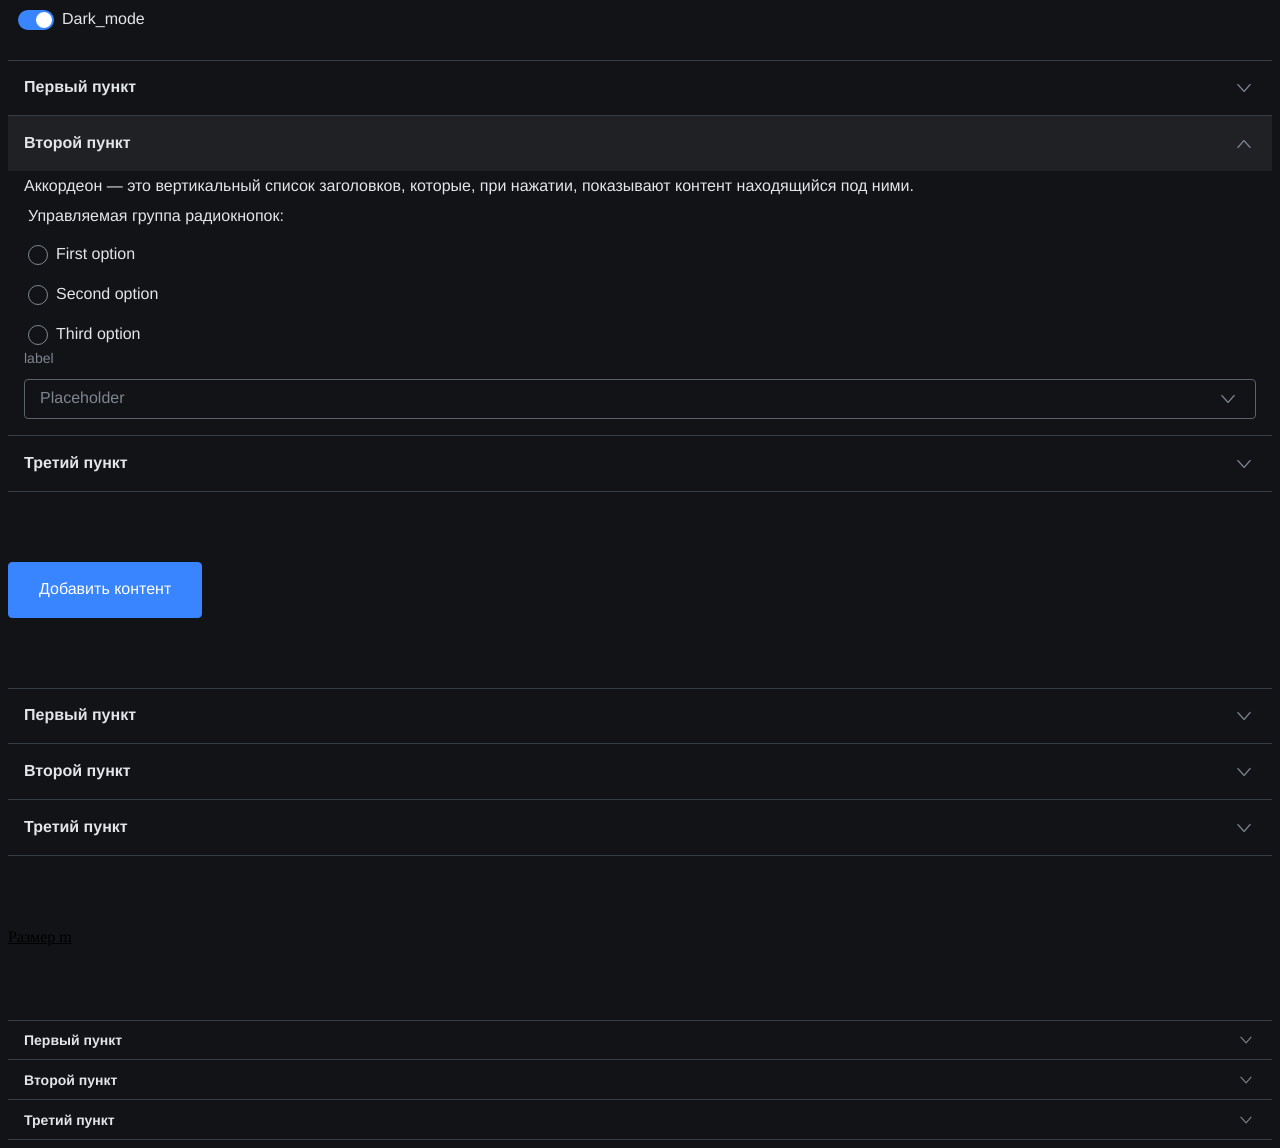 Dark_mode
Первый пункт
Второй пункт
Аккордеон — это вертикальный список заголовков, которые, при нажатии, показывают контент находящийся под ними.
Управляемая группа радиокнопок:
First option
Second option
Third option
label
Placeholder
Третий пункт
Добавить контент
Первый пункт
Второй пункт
Третий пункт
Размер m
Первый пункт
Второй пункт
Третий пункт